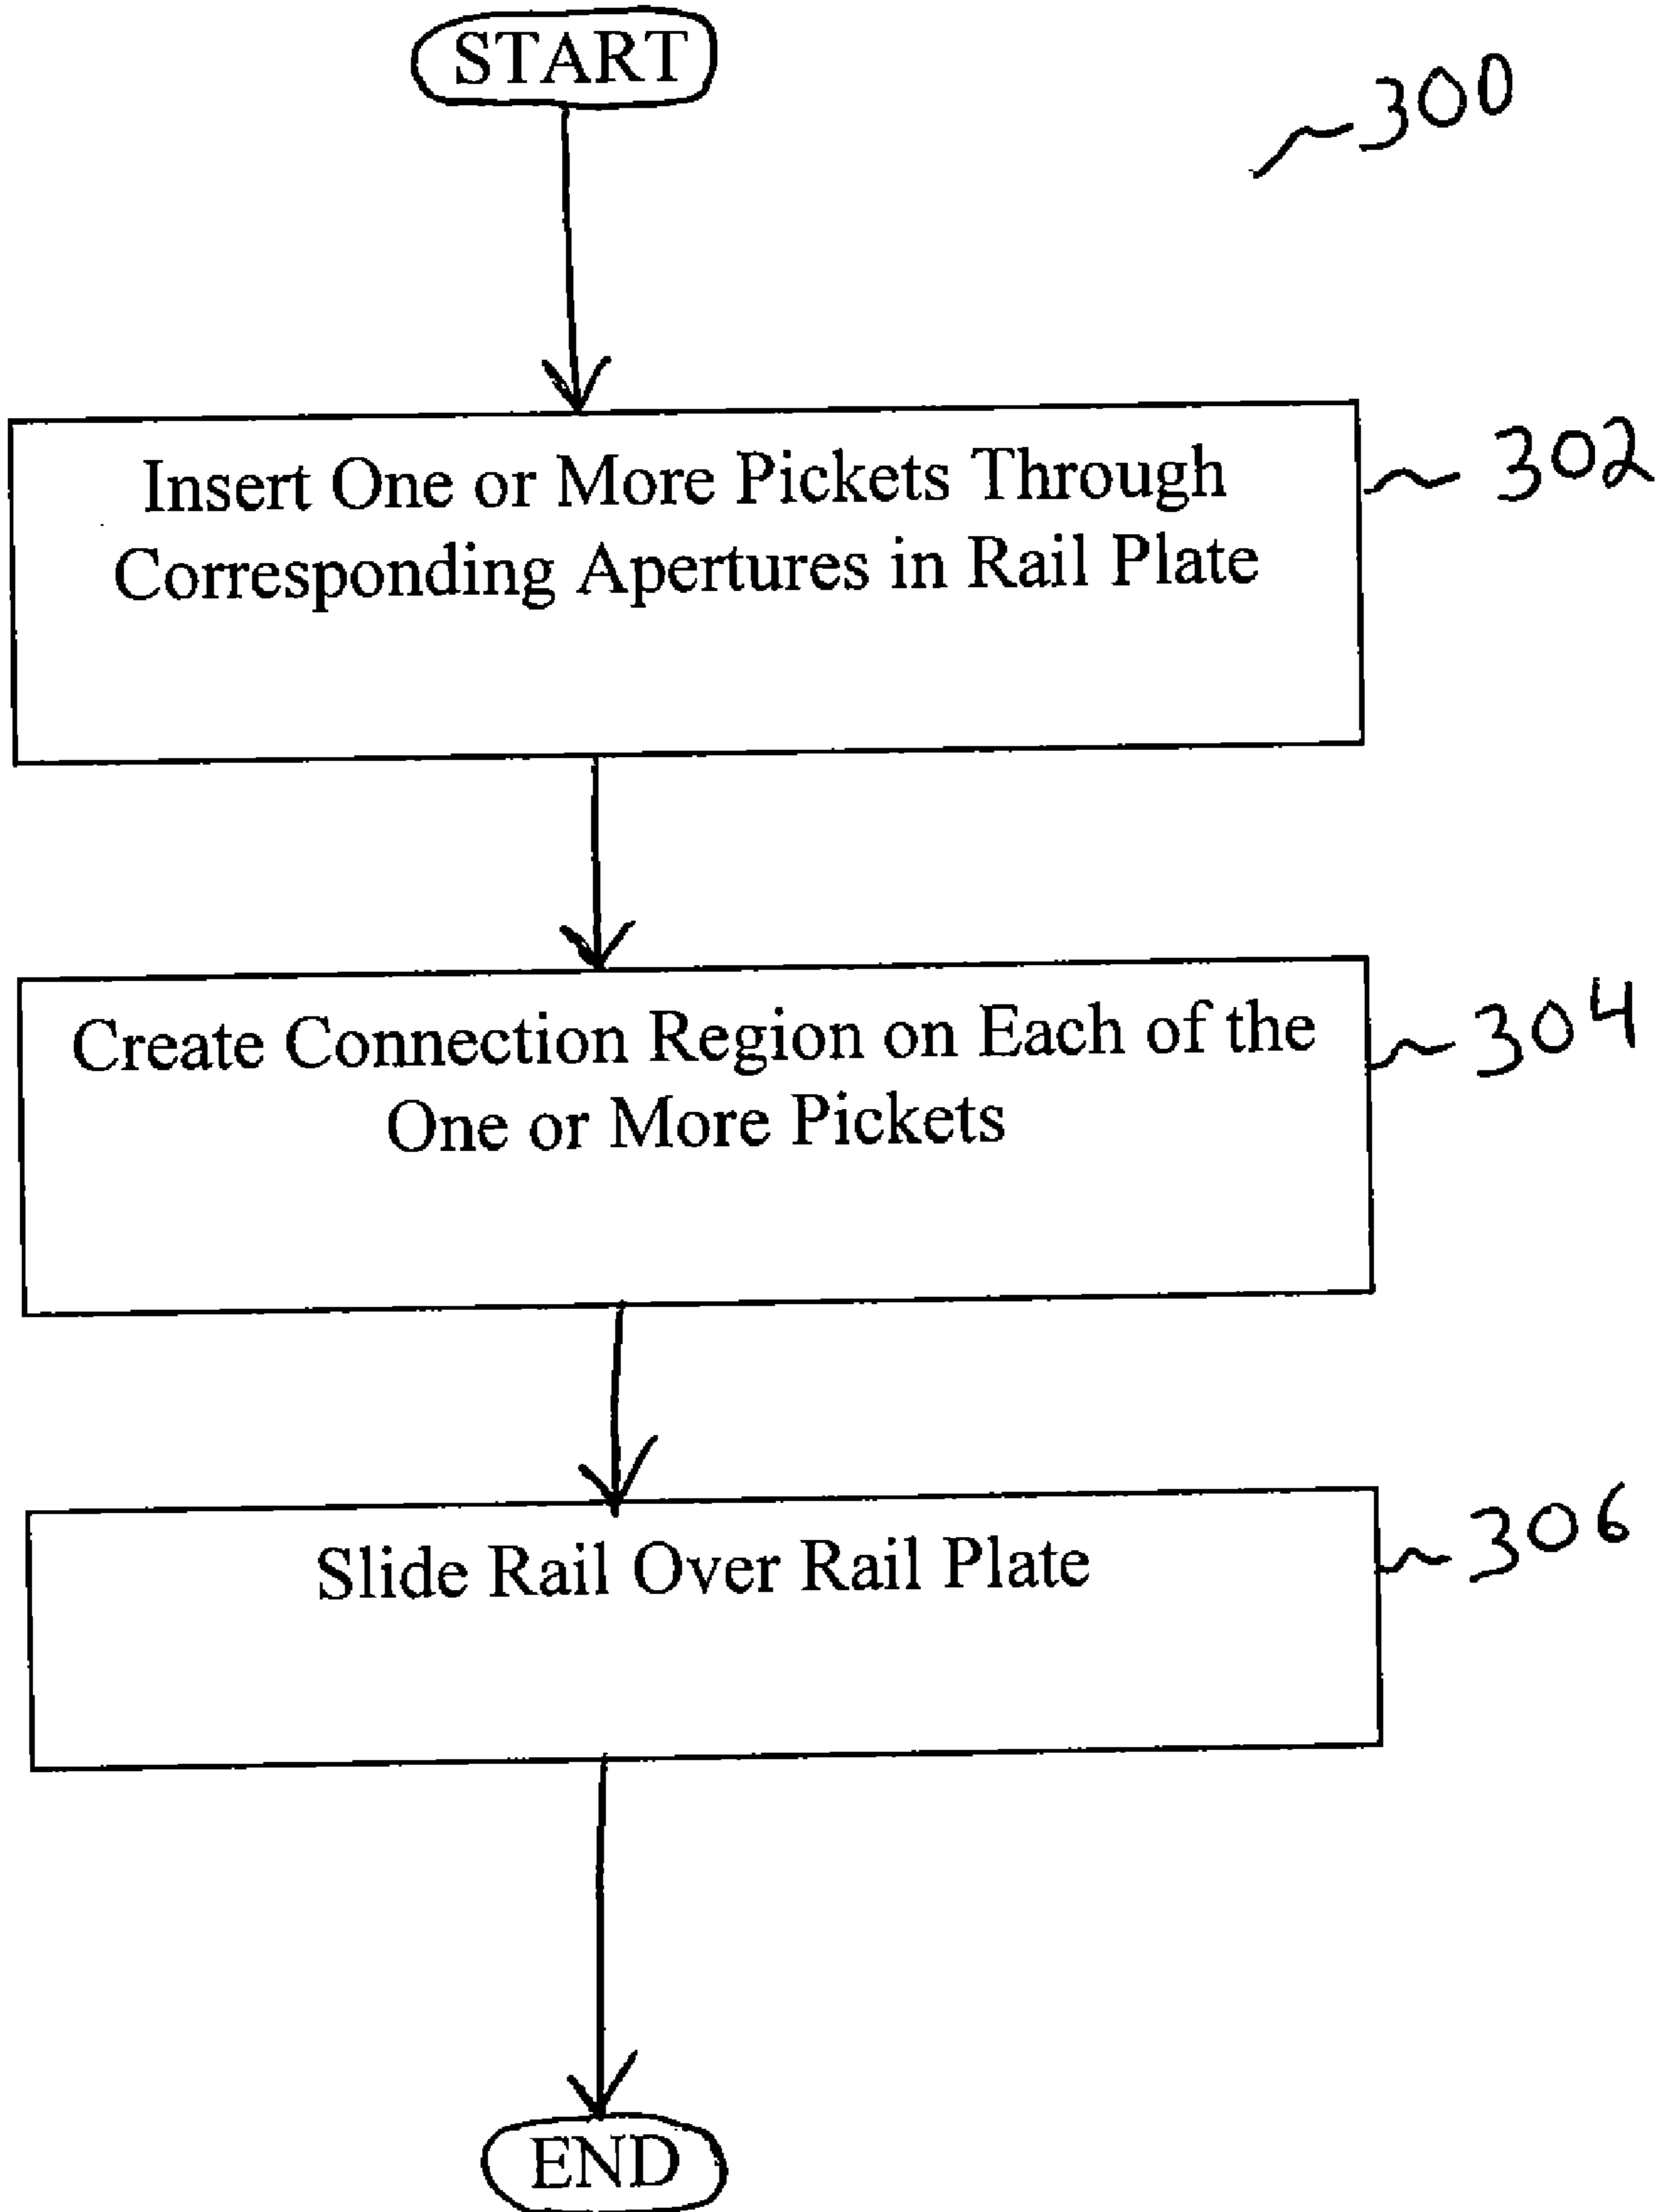 START
300
Insert One or More Pickets Through
Corresponding Apertures in Rail Plate
302
Create Connection Region on Each of the
One or More Pickets
304
Slide Rail Over Rail Plate
306
END